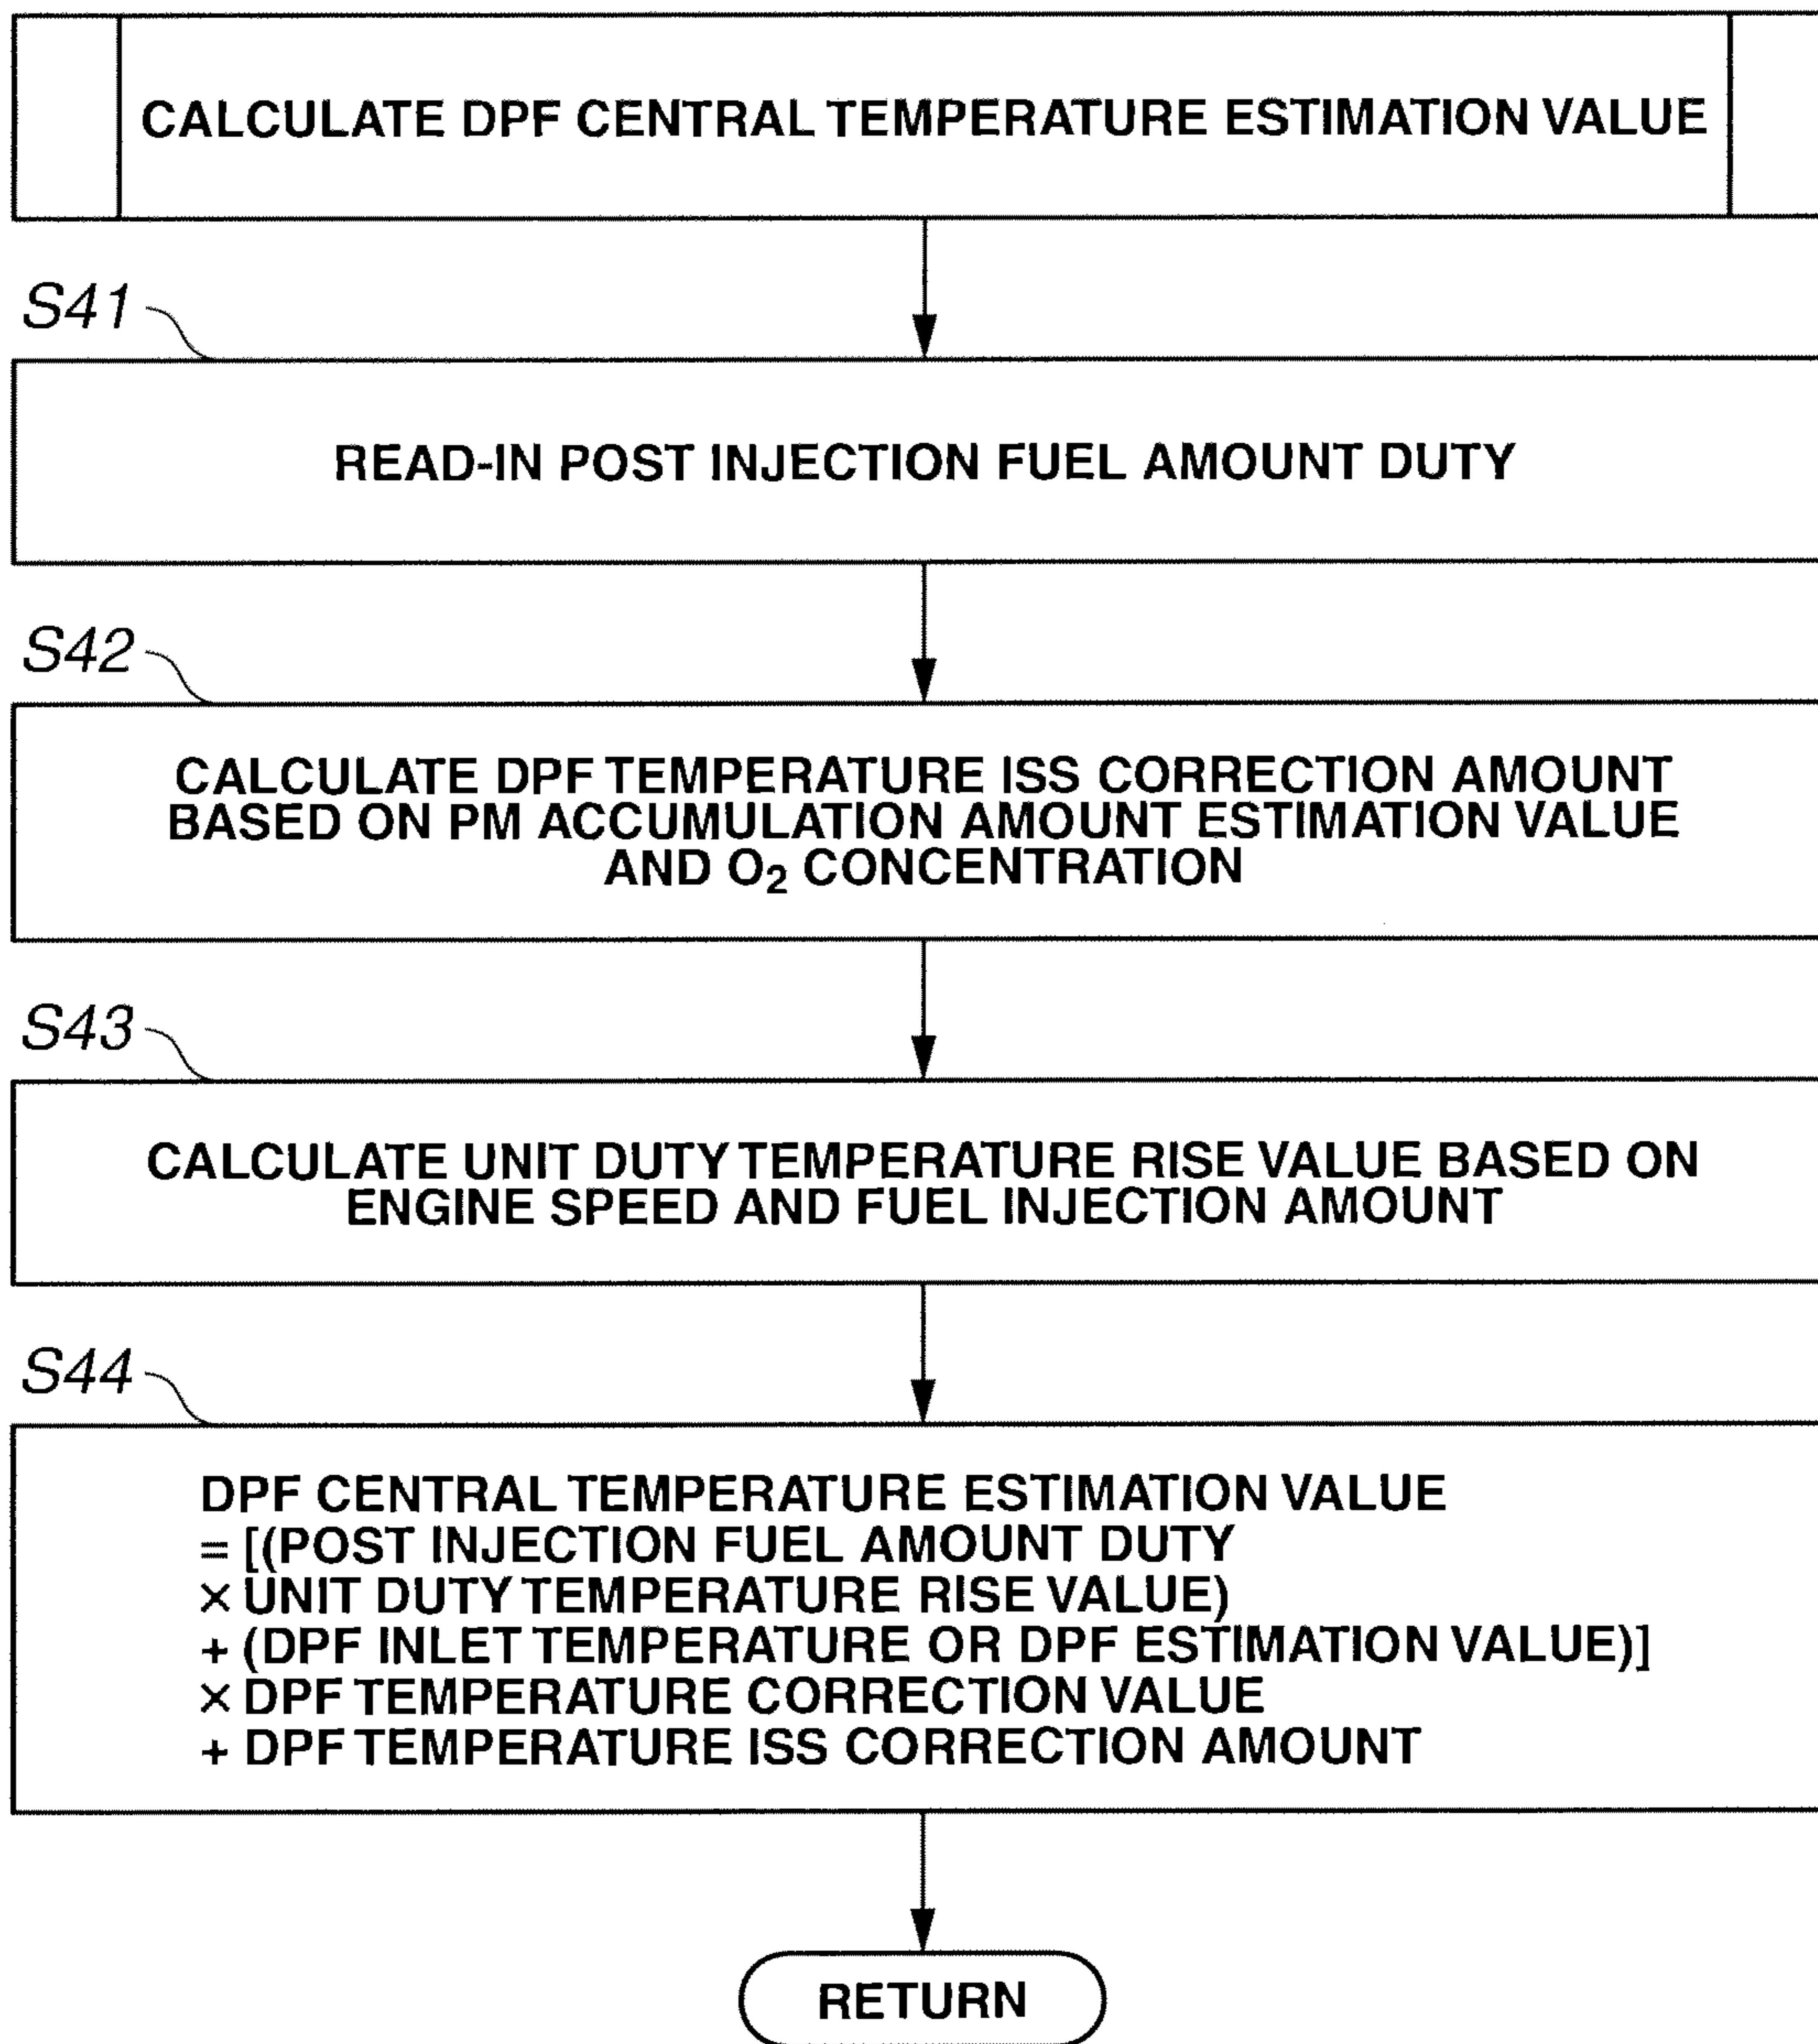 CALCULATE DPF CENTRAL TEMPERATURE ESTIMATION VALUE
S41
READ-IN POST INJECTION FUEL AMOUNT DUTY
S42
CALCULATE DPF TEMPERATURE ISS CORRECTION AMOUNT
BASED ON PM ACCUMULATION AMOUNT ESTIMATION VALUE
AND O₂ CONCENTRATION
S43
CALCULATE UNIT DUTY TEMPERATURE RISE VALUE BASED ON
ENGINE SPEED AND FUEL INJECTION AMOUNT
S44
DPF CENTRAL TEMPERATURE ESTIMATION VALUE
= [(POST INJECTION FUEL AMOUNT DUTY
× UNIT DUTY TEMPERATURE RISE VALUE)
+ (DPF INLET TEMPERATURE OR DPF ESTIMATION VALUE)]
× DPF TEMPERATURE CORRECTION VALUE
+ DPF TEMPERATURE ISS CORRECTION AMOUNT
RETURN